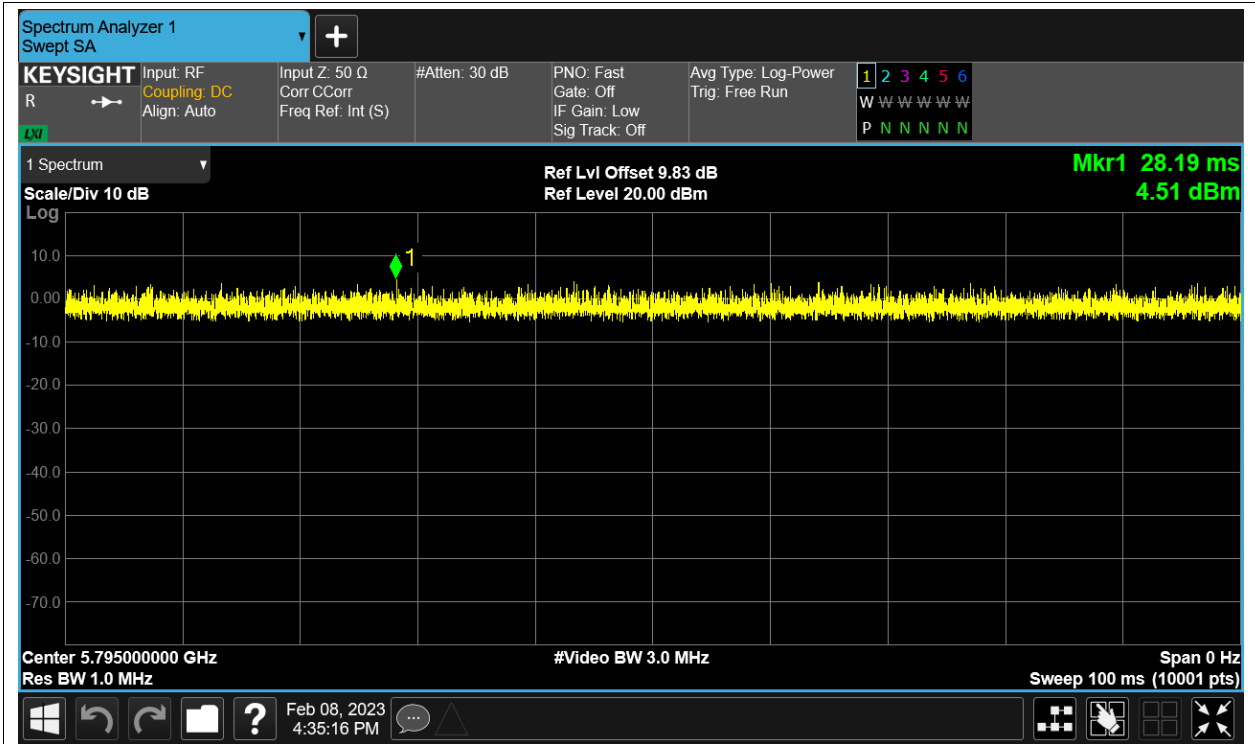 Spectrum Analyzer 1
Swept SA
KEYSIGHT
R
LXI
Input: RF
Coupling: DC
Align: Auto
Input Z: 50 Ω
Corr CCorr
Freq Ref: Int (S)
#Atten: 30 dB
PNO: Fast
Gate: Off
IF Gain: Low
Sig Track: Off
Avg Type: Log-Power
Trig: Free Run
1 2 3 4 5 6
W W W W W W
P N N N N N
1 Spectrum
Scale/Div 10 dB
Ref Lvl Offset 9.83 dB
Ref Level 20.00 dBm
Mkr1 28.19 ms
4.51 dBm
Log
1
10.0
0.00
-10.0
-20.0
-30.0
-40.0
-50.0
-60.0
-70.0
Center 5.795000000 GHz
Res BW 1.0 MHz
#Video BW 3.0 MHz
Span 0 Hz
Sweep 100 ms (10001 pts)
?
Feb 08, 2023
4:35:16 PM